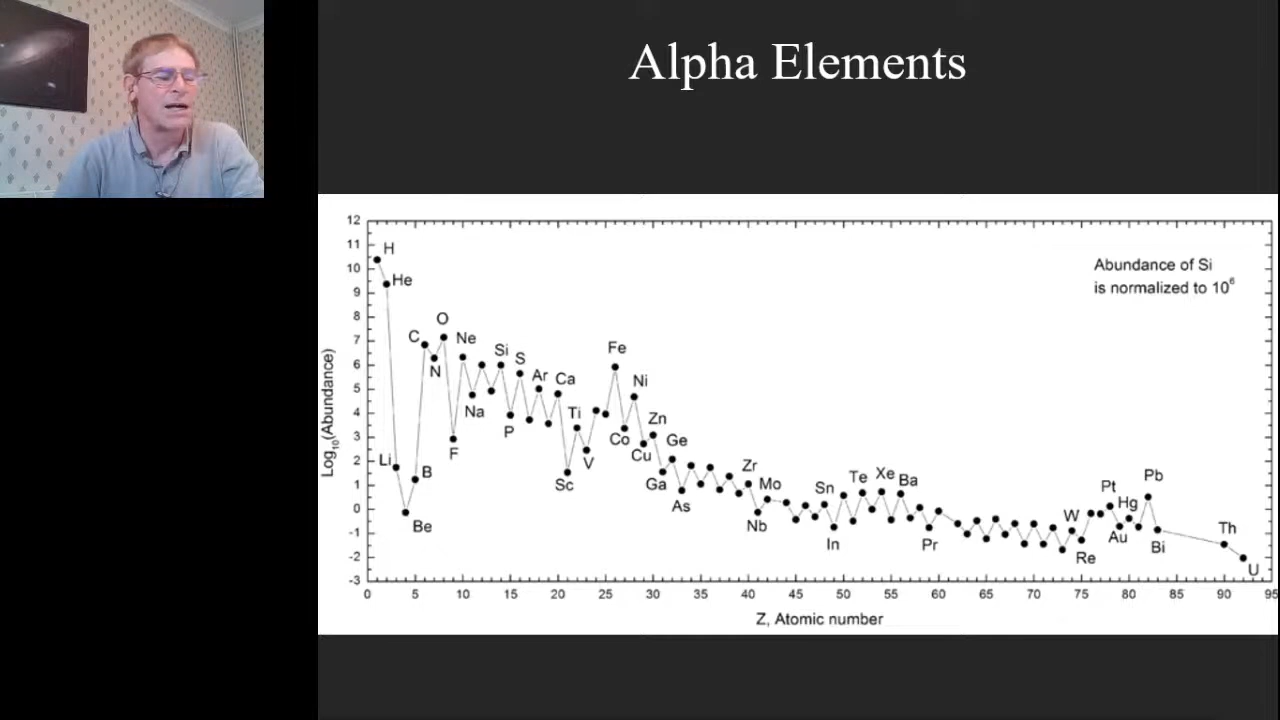 Alpha Elements
Abundance of Si
is normalized to 10⁶
Log₁₀(Abundance)
12
11
10
9
8
7
6
5
4
3
2
1
0
-1
-2
-3
H
He
Li
Be
B
C
N
O
F
Ne
Na
Si
P
S
Ar
Ca
Sc
Ti
V
Fe
Co
Ni
Cu
Zn
Ga
Ge
As
Zr
Nb
Mo
Sn
In
Te
Xe
Ba
Pr
W
Re
Pt
Au
Hg
Pb
Bi
Th
U
0 5 10 15 20 25 30 35 40 45 50 55 60 65 70 75 80 85 90 95
Z, Atomic number